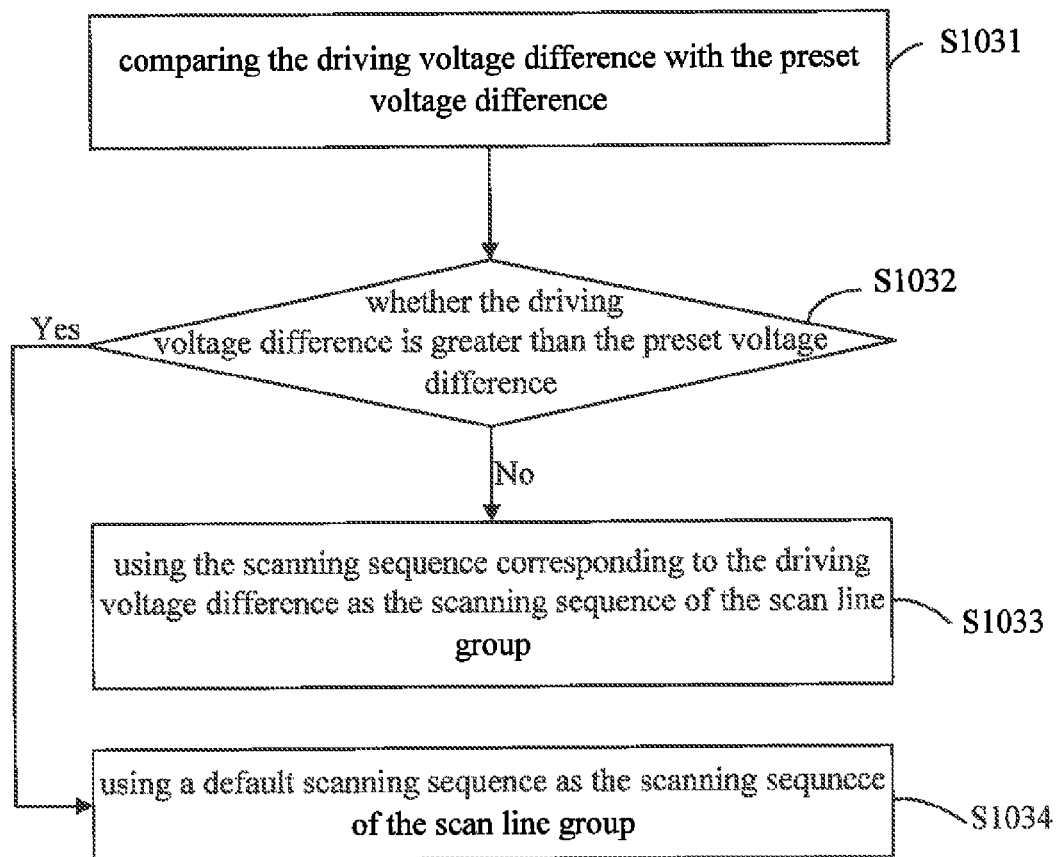 comparing the driving voltage difference with the preset
voltage difference
S1031
whether the driving
voltage difference is greater than the preset voltage
difference
S1032
Yes
No
using the scanning sequence corresponding to the driving
voltage difference as the scanning sequence of the scan line
group
S1033
using a default scanning sequence as the scanning sequnece
of the scan line group
S1034